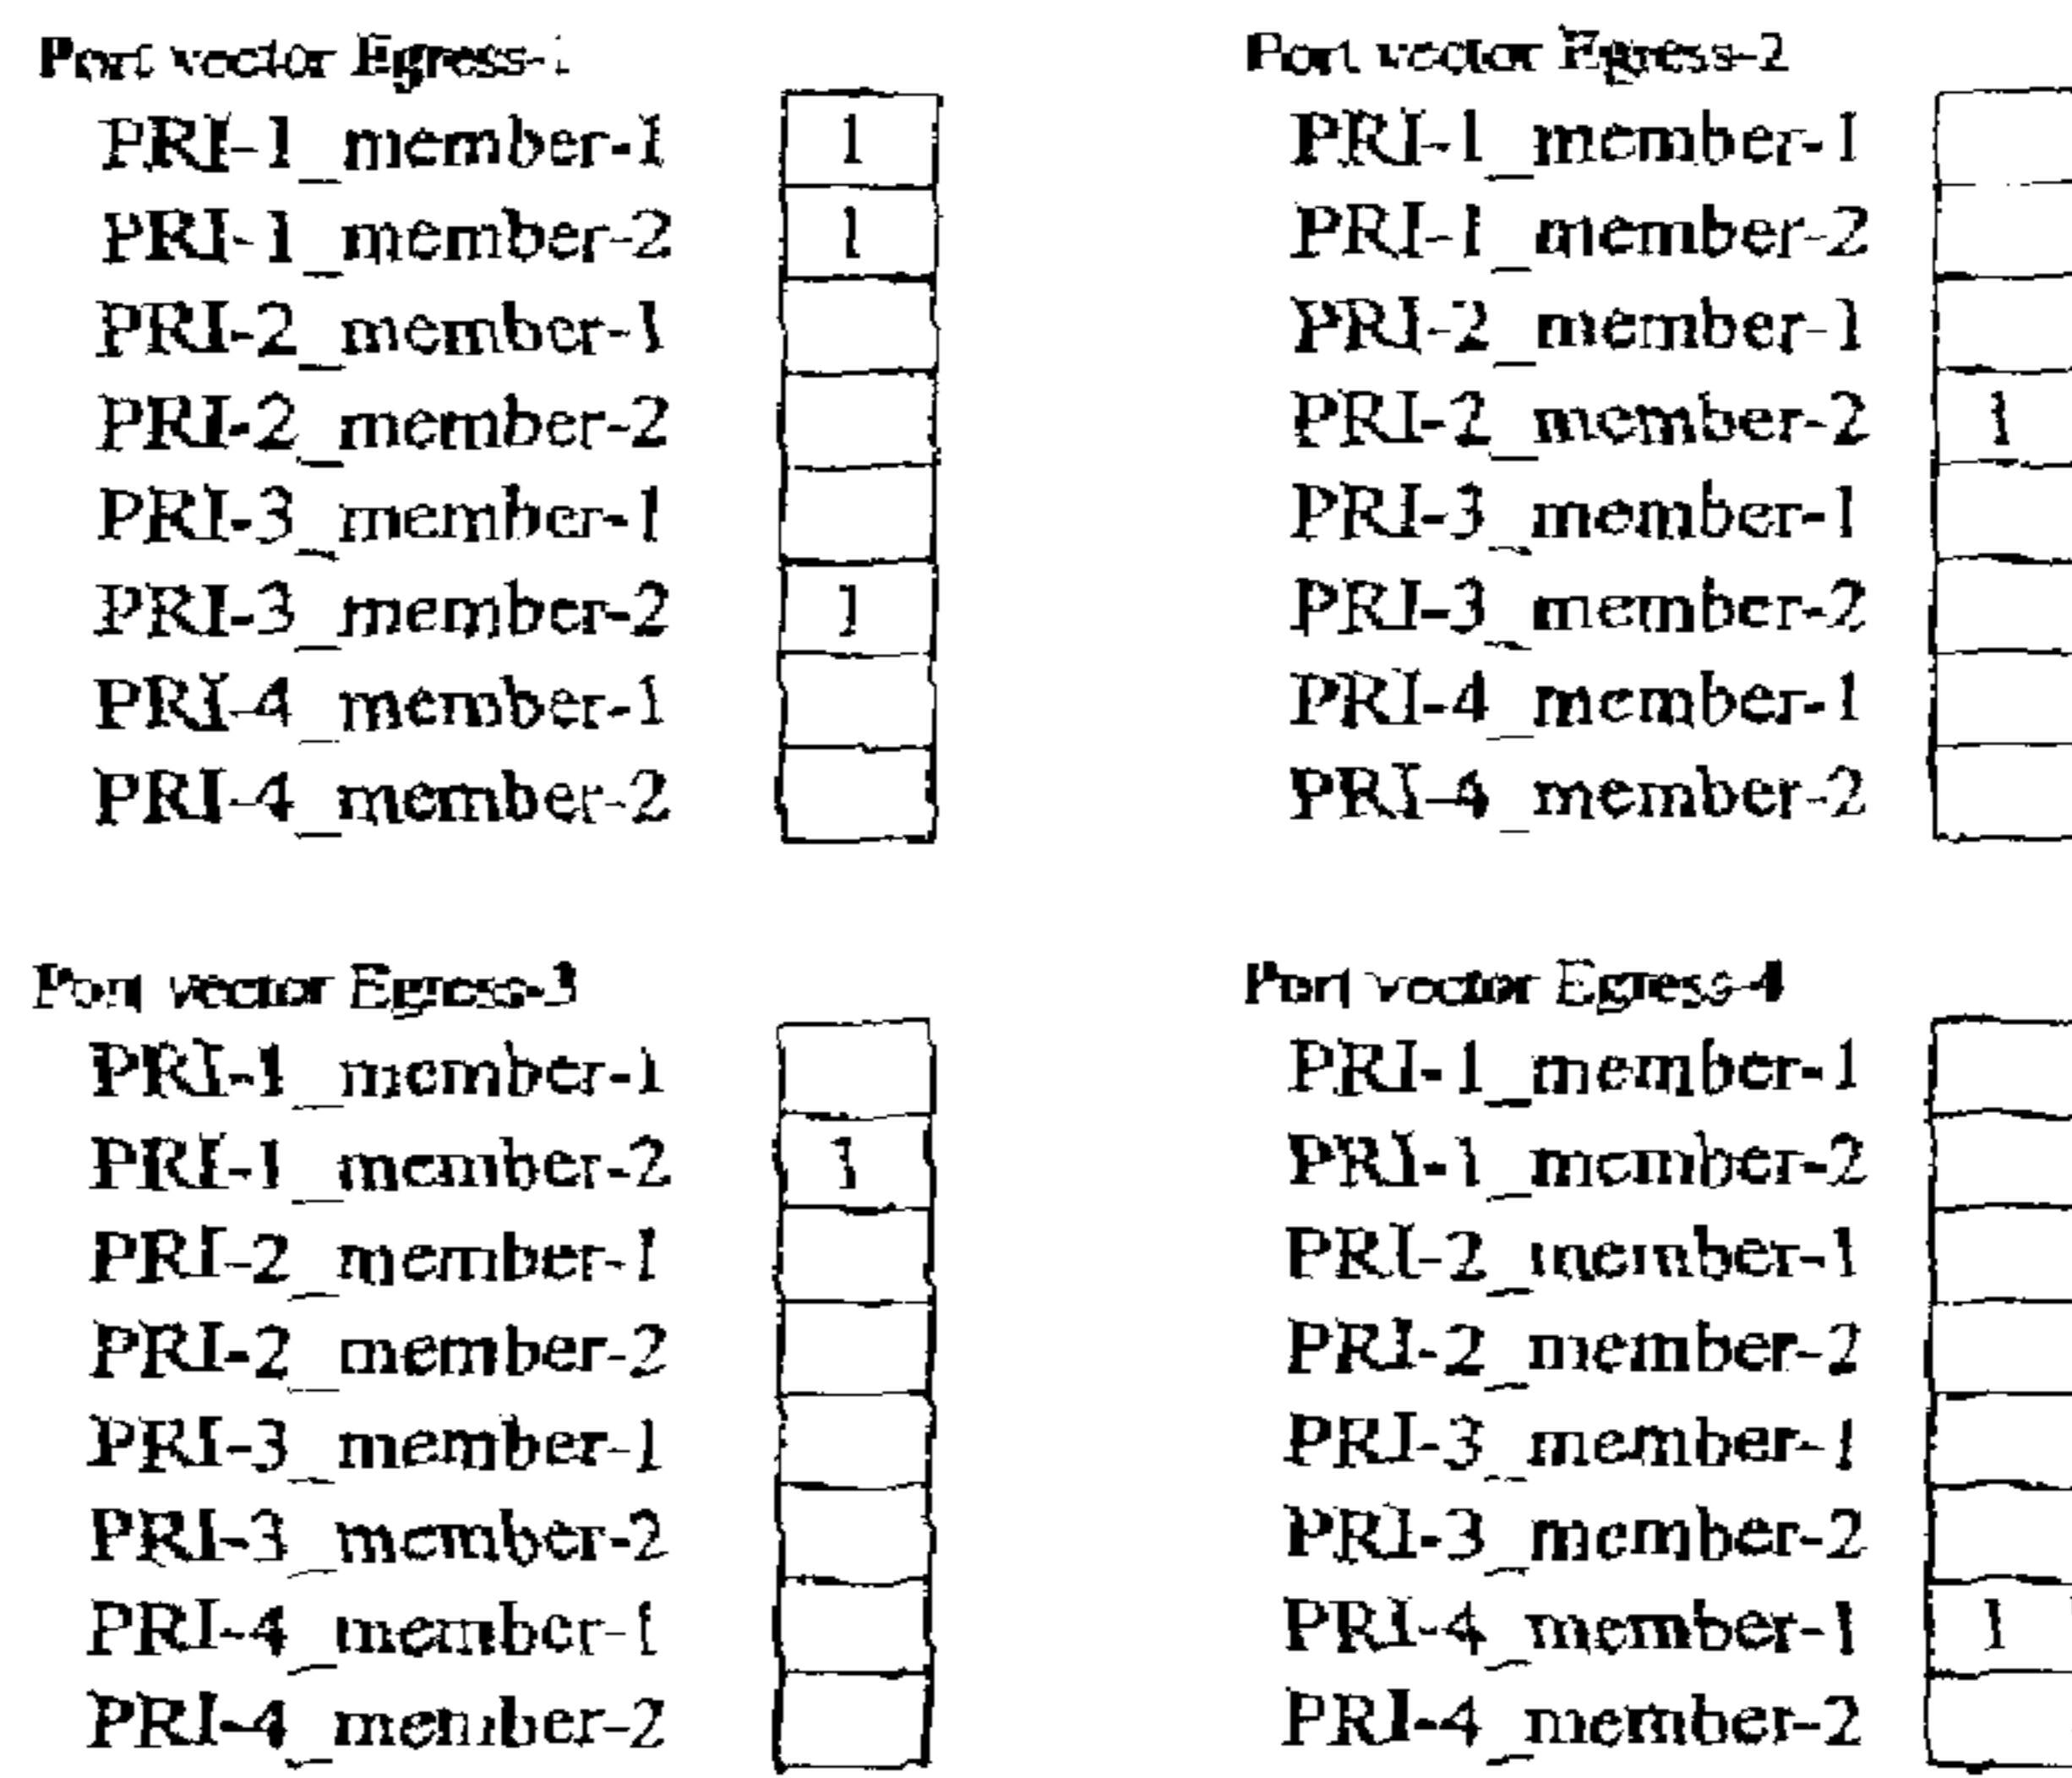 Port vector Egress-1
PRI-1_member-1 1
PRI-1_member-2 1
PRI-2_member-1
PRI-2_member-2
PRI-3_member-1
PRI-3_member-2 1
PRI-4_member-1
PRI-4_member-2
Port vector Egress-2
PRI-1_member-1
PRI-1_member-2
PRI-2_member-1
PRI-2_member-2 1
PRI-3_member-1
PRI-3_member-2
PRI-4_member-1
PRI-4_member-2
Port vector Egress-3
PRI-1_member-1
PRI-1_member-2 1
PRI-2_member-1
PRI-2_member-2
PRI-3_member-1
PRI-3_member-2
PRI-4_member-1
PRI-4_member-2
Port vector Egress-4
PRI-1_member-1
PRI-1_member-2
PRI-2_member-1
PRI-2_member-2
PRI-3_member-1
PRI-3_member-2
PRI-4_member-1 1
PRI-4_member-2